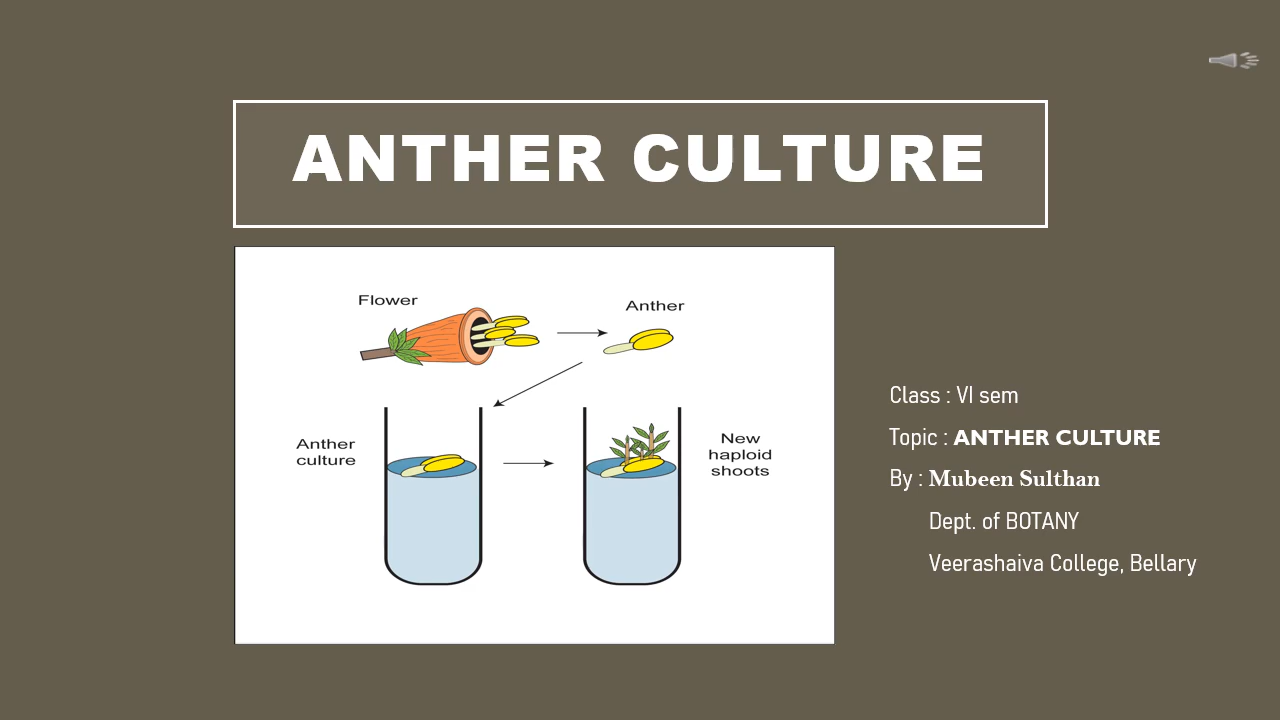 ANTHER CULTURE
Flower
Anther
Anther
culture
New
haploid
shoots
Class : VI sem
Topic : ANTHER CULTURE
By : Mubeen Sulthan
Dept. of BOTANY
Veerashaiva College, Bellary